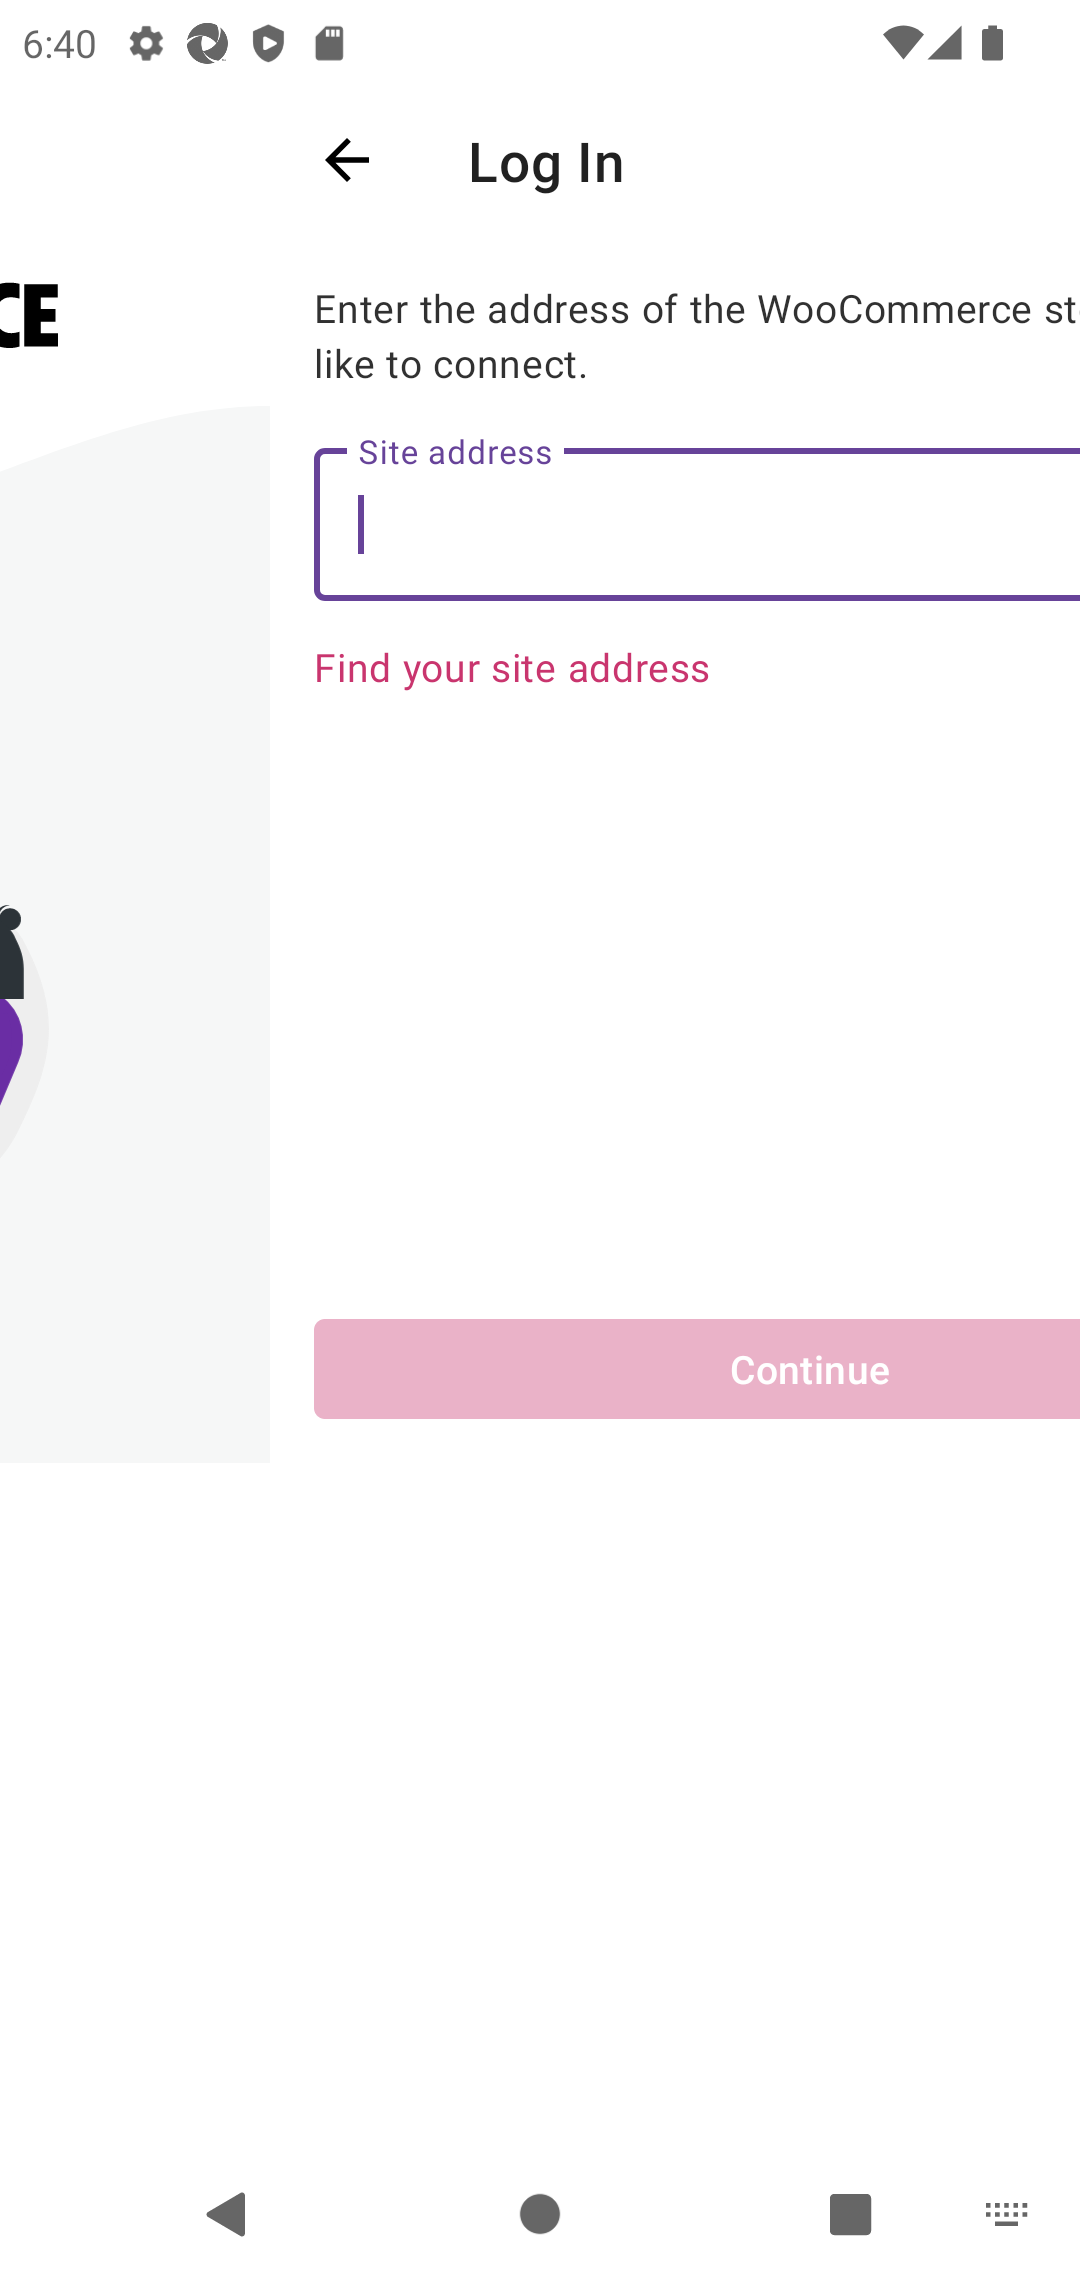 6:40
Log In
CE
Enter the address of the WooCommerce st
like to connect.
Site address
Find your site address
Continue